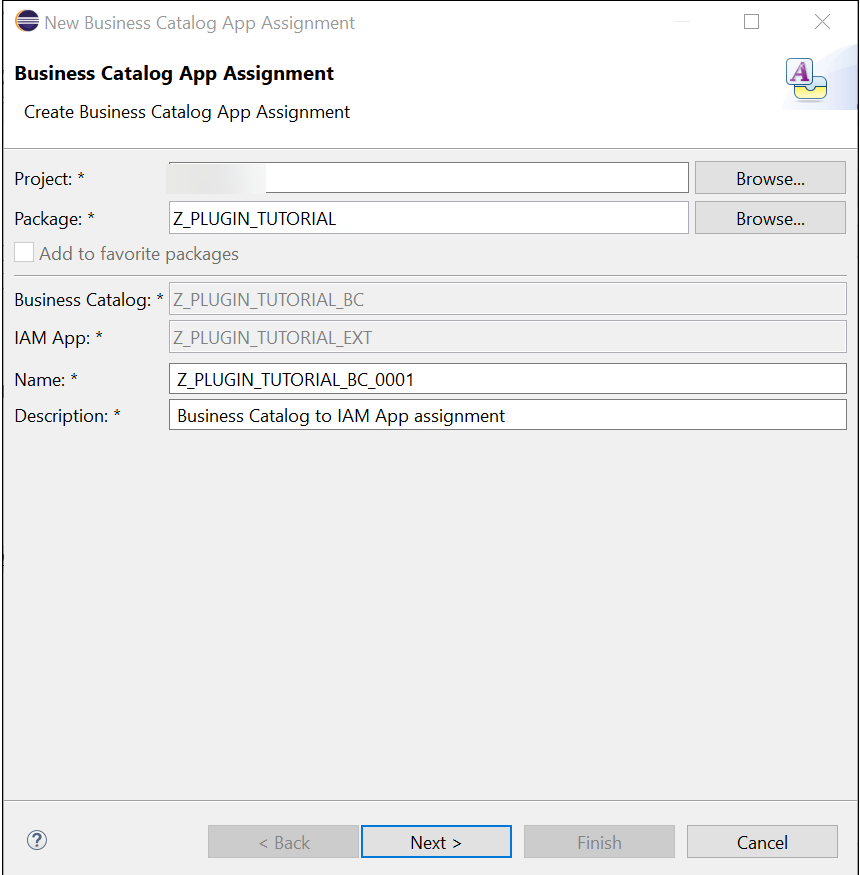 New Business Catalog App Assignment
Business Catalog App Assignment
Create Business Catalog App Assignment
Project: * Browse...
Package: * Z_PLUGIN_TUTORIAL Browse...
Add to favorite packages
Business Catalog: * Z_PLUGIN_TUTORIAL_BC
IAM App: * Z_PLUGIN_TUTORIAL_EXT
Name: * Z_PLUGIN_TUTORIAL_BC_0001
Description: * Business Catalog to IAM App assignment
? < Back Next > Finish Cancel